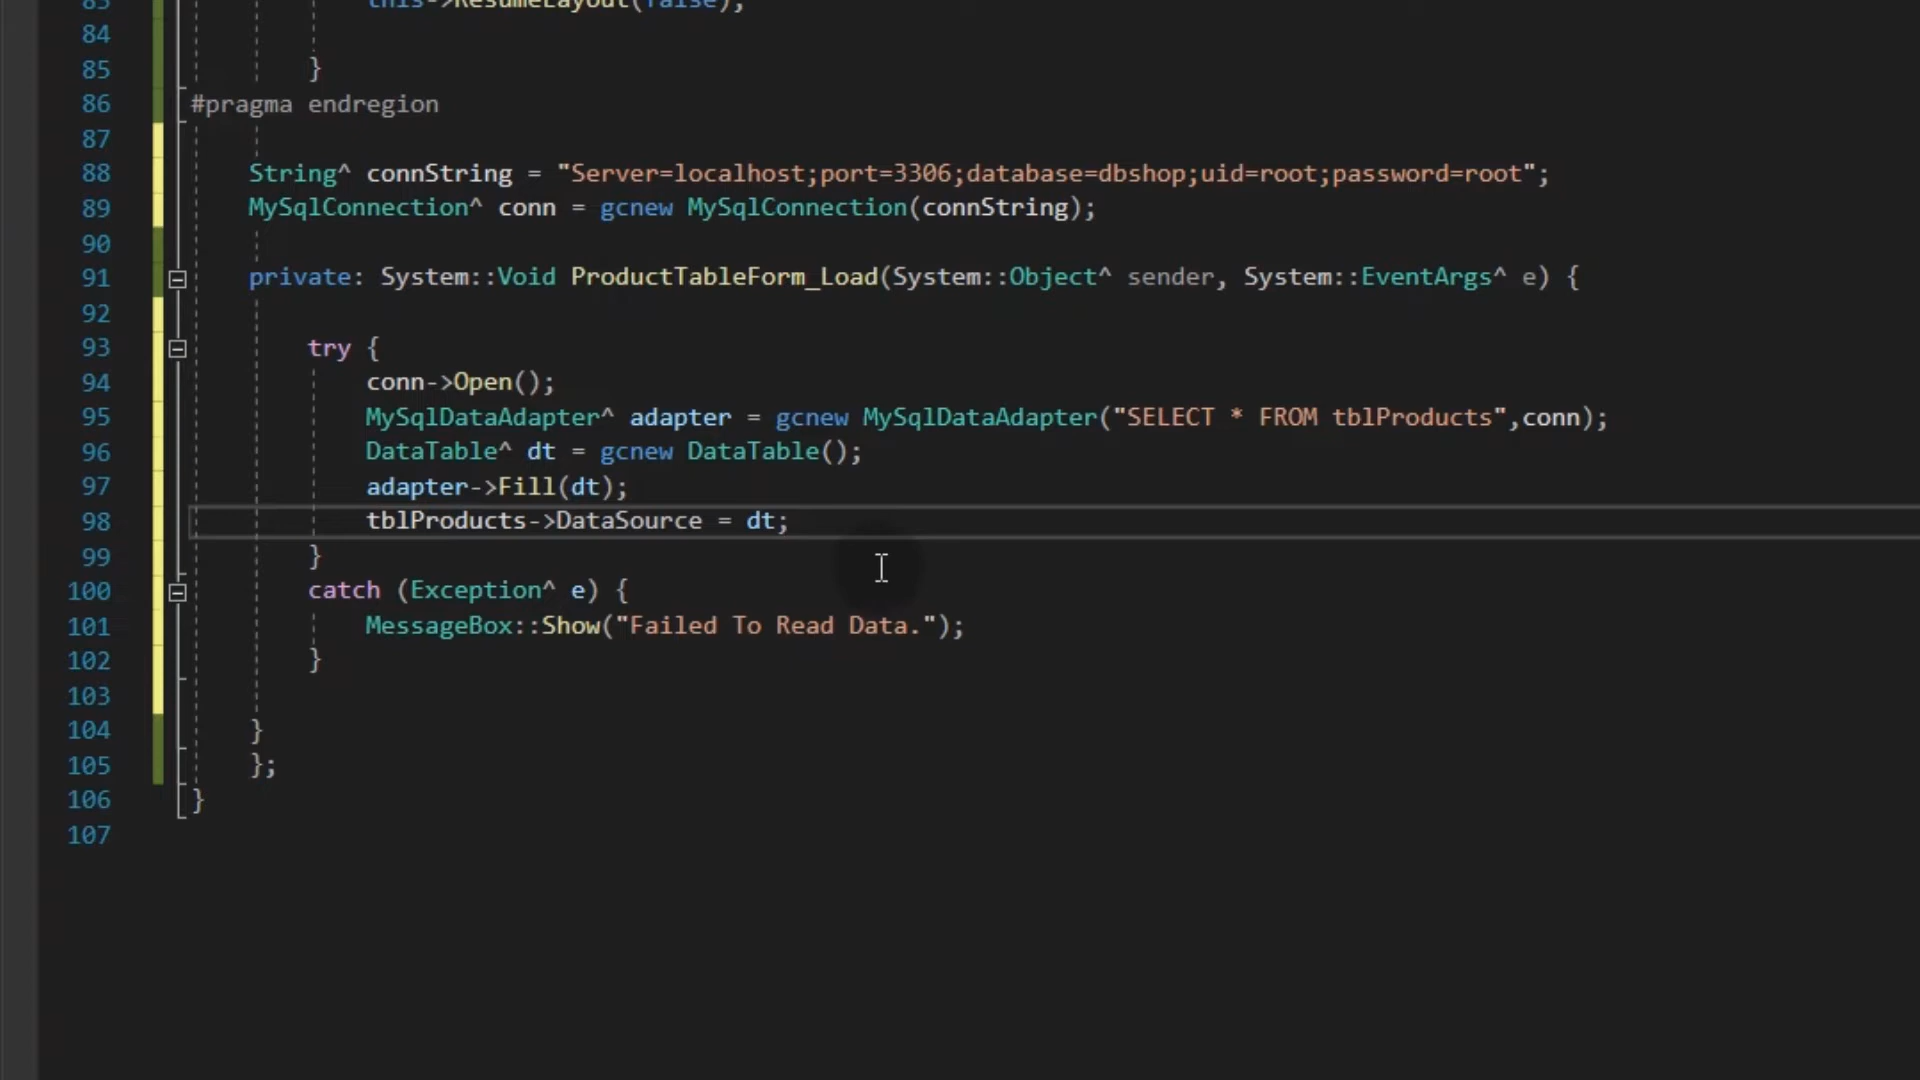 83 this->ResumeLayout(false);
84
85 }
86 #pragma endregion
87
88 String^ connString = "Server=localhost;port=3306;database=dbshop;uid=root;password=root";
89 MySqlConnection^ conn = gcnew MySqlConnection(connString);
90
91 private: System::Void ProductTableForm_Load(System::Object^ sender, System::EventArgs^ e) {
92
93 try {
94 conn->Open();
95 MySqlDataAdapter^ adapter = gcnew MySqlDataAdapter("SELECT * FROM tblProducts",conn);
96 DataTable^ dt = gcnew DataTable();
97 adapter->Fill(dt);
98 tblProducts->DataSource = dt;
99 }
100 catch (Exception^ e) {
101 MessageBox::Show("Failed To Read Data.");
102 }
103
104 }
105 };
106 }
107